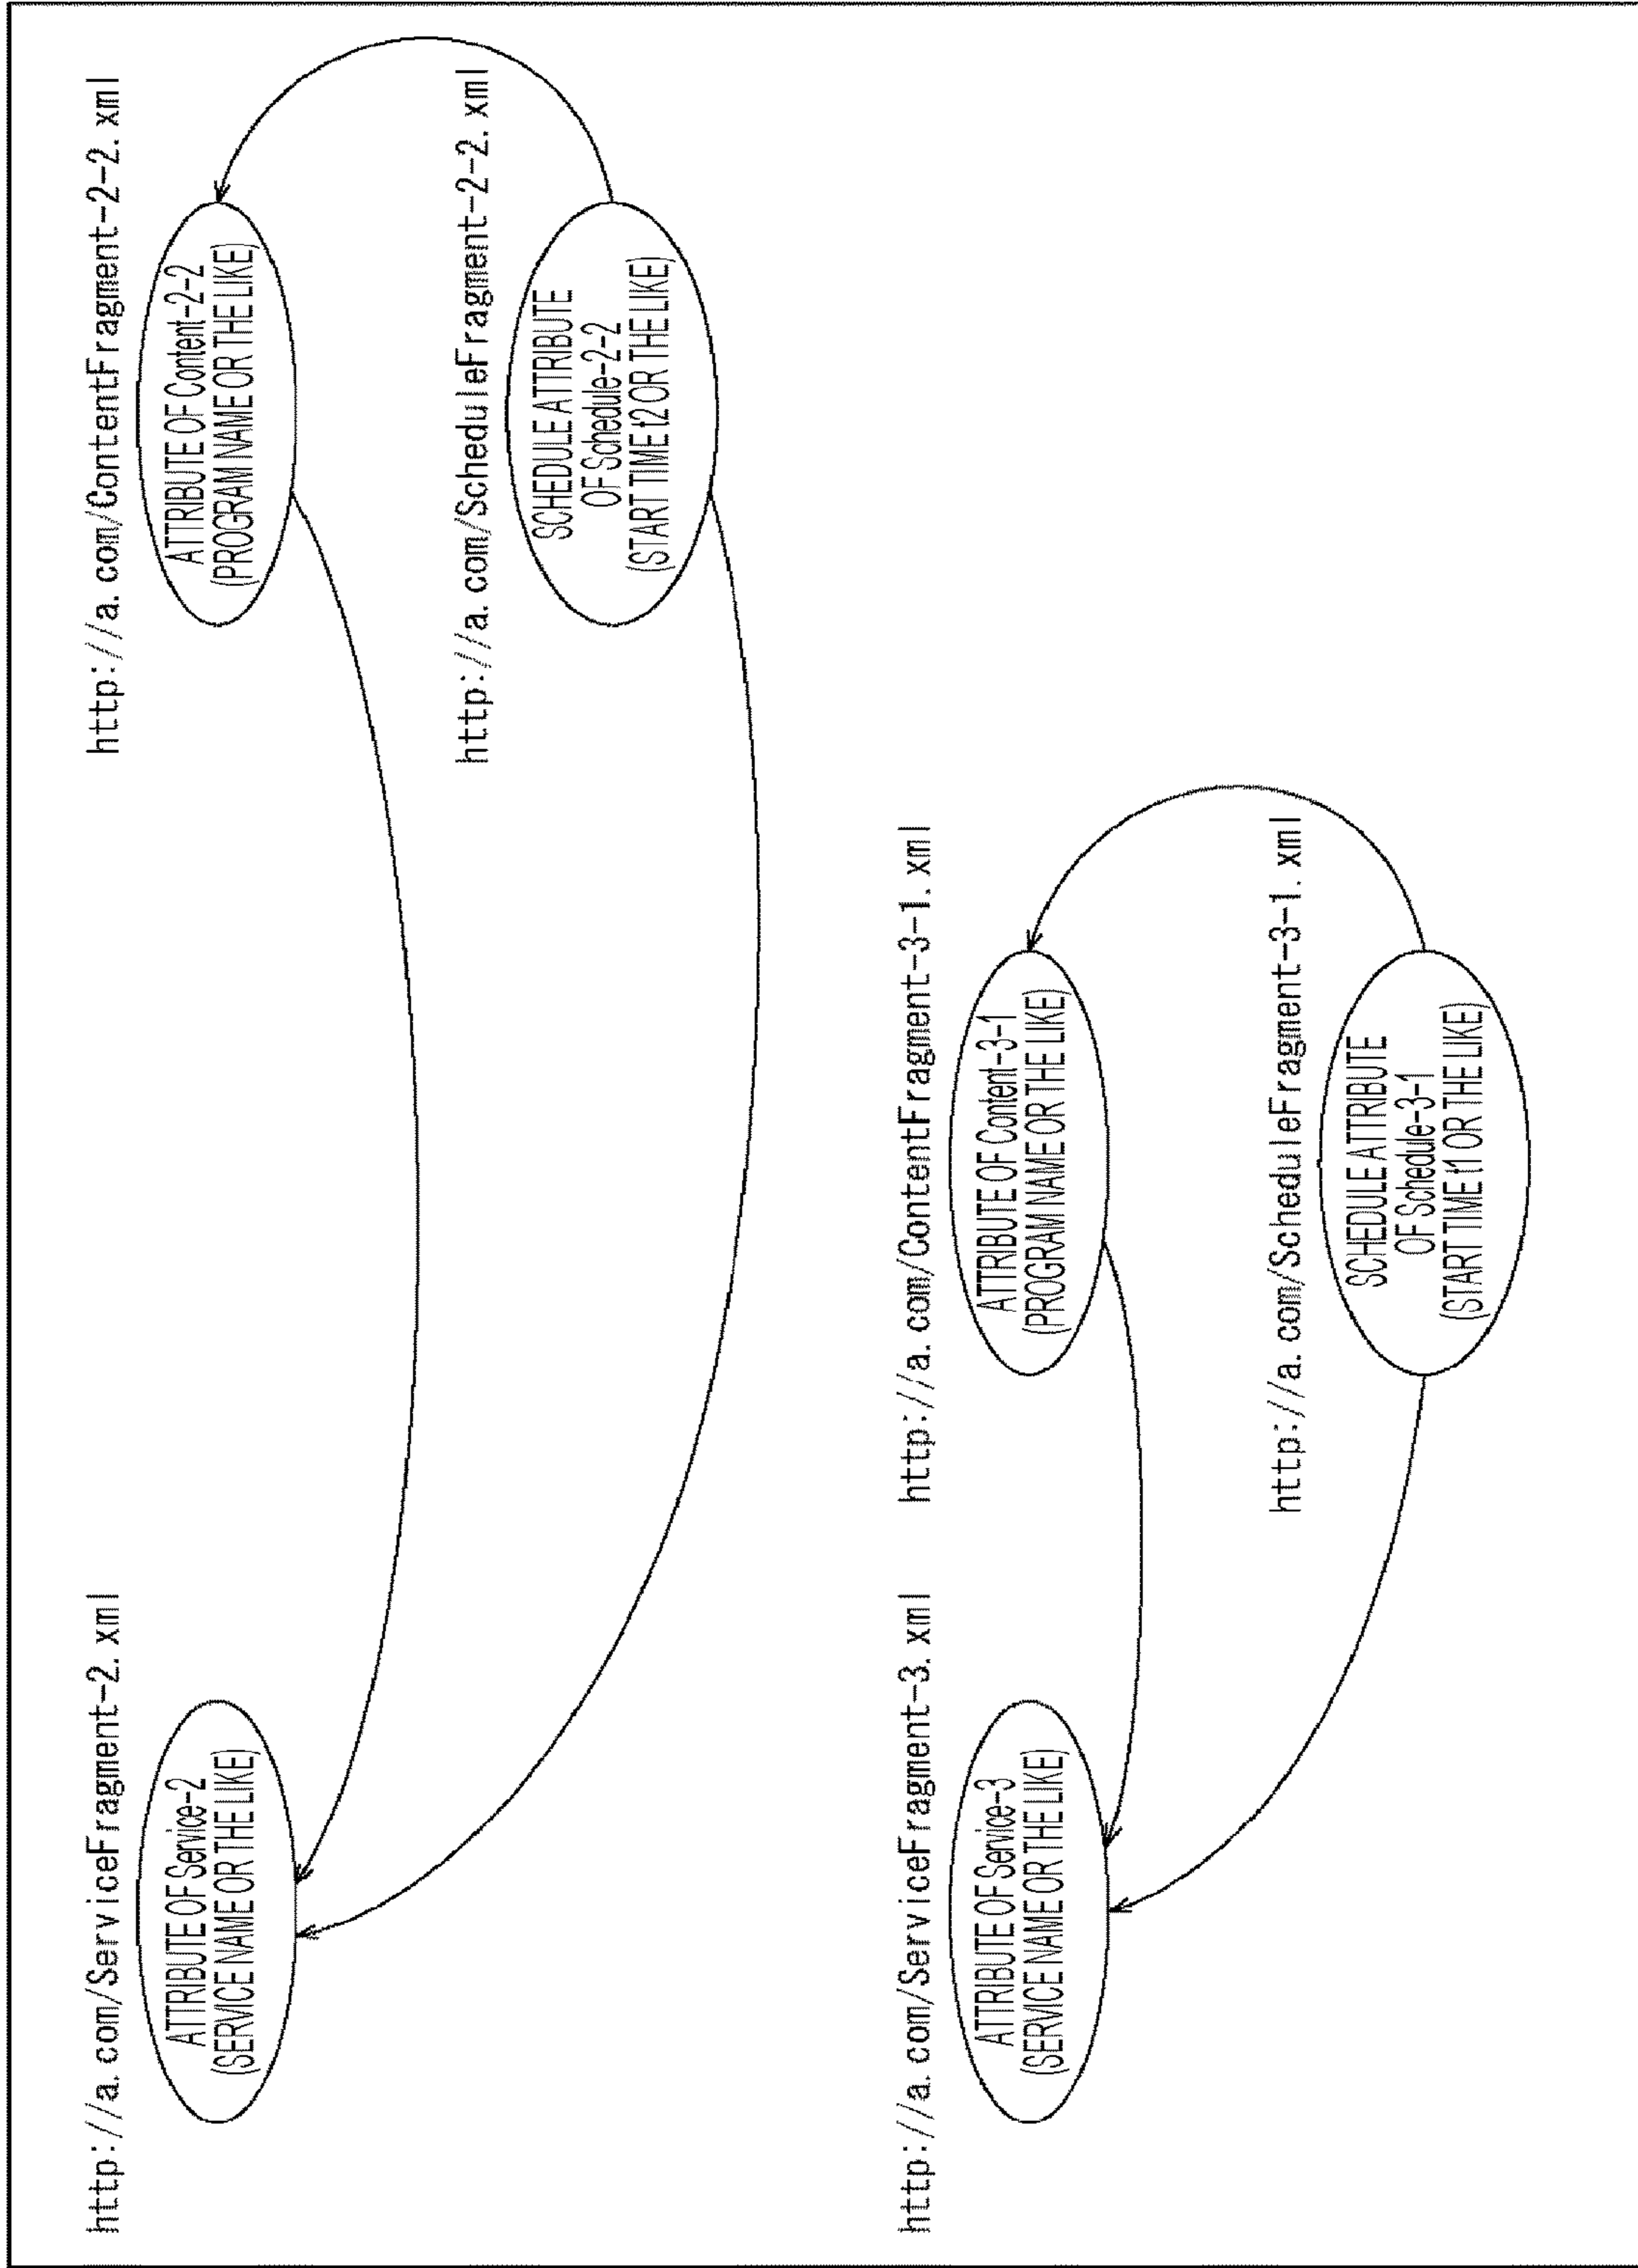 http://a.com/ServiceFragment-2.xml
ATTRIBUTE OF Service-2
(SERVICE NAME OR THE LIKE)
http://a.com/ContentFragment-2-2.xml
ATTRIBUTE OF Content-2-2
(PROGRAM NAME OR THE LIKE)
http://a.com/ScheduleFragment-2-2.xml
SCHEDULE ATTRIBUTE
OF Schedule-2-2
(START TIME t2 OR THE LIKE)
http://a.com/ServiceFragment-3.xml
ATTRIBUTE OF Service-3
(SERVICE NAME OR THE LIKE)
http://a.com/ContentFragment-3-1.xml
ATTRIBUTE OF Content-3-1
(PROGRAM NAME OR THE LIKE)
http://a.com/ScheduleFragment-3-1.xml
SCHEDULE ATTRIBUTE
OF Schedule-3-1
(START TIME t1 OR THE LIKE)